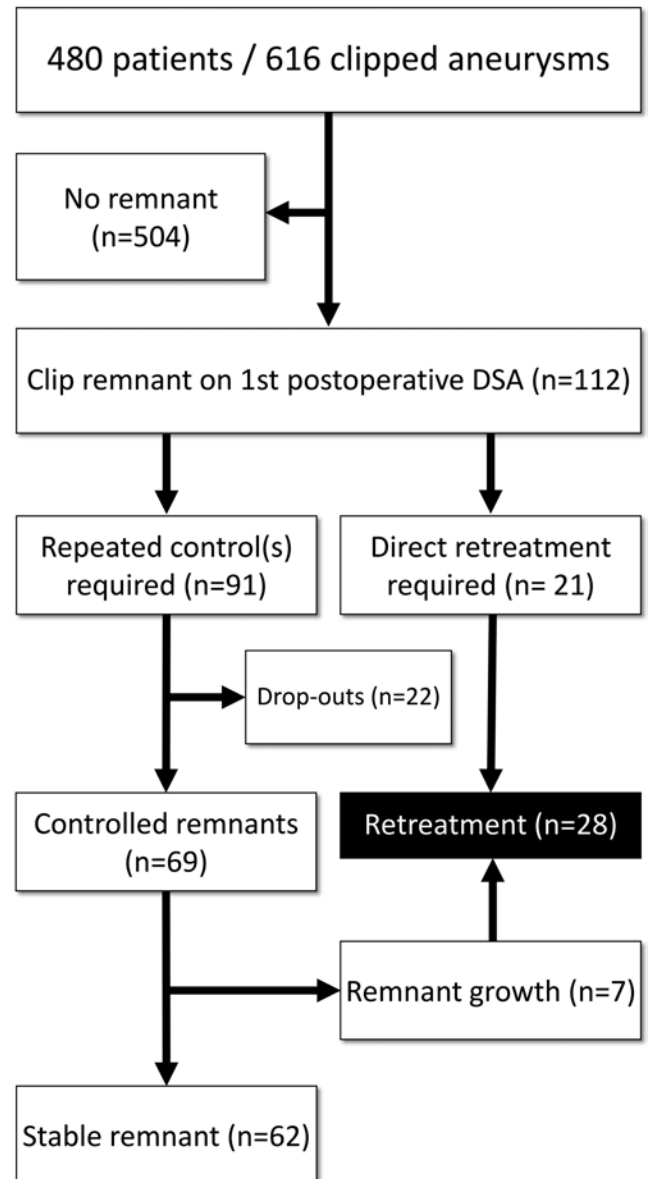 480 patients / 616 clipped aneurysms
No remnant
(n=504)
Clip remnant on 1st postoperative DSA (n=112)
Repeated control(s)
required (n=91)
Direct retreatment
required (n= 21)
Drop-outs (n=22)
Controlled remnants
(n=69)
Retreatment (n=28)
Remnant growth (n=7)
Stable remnant (n=62)